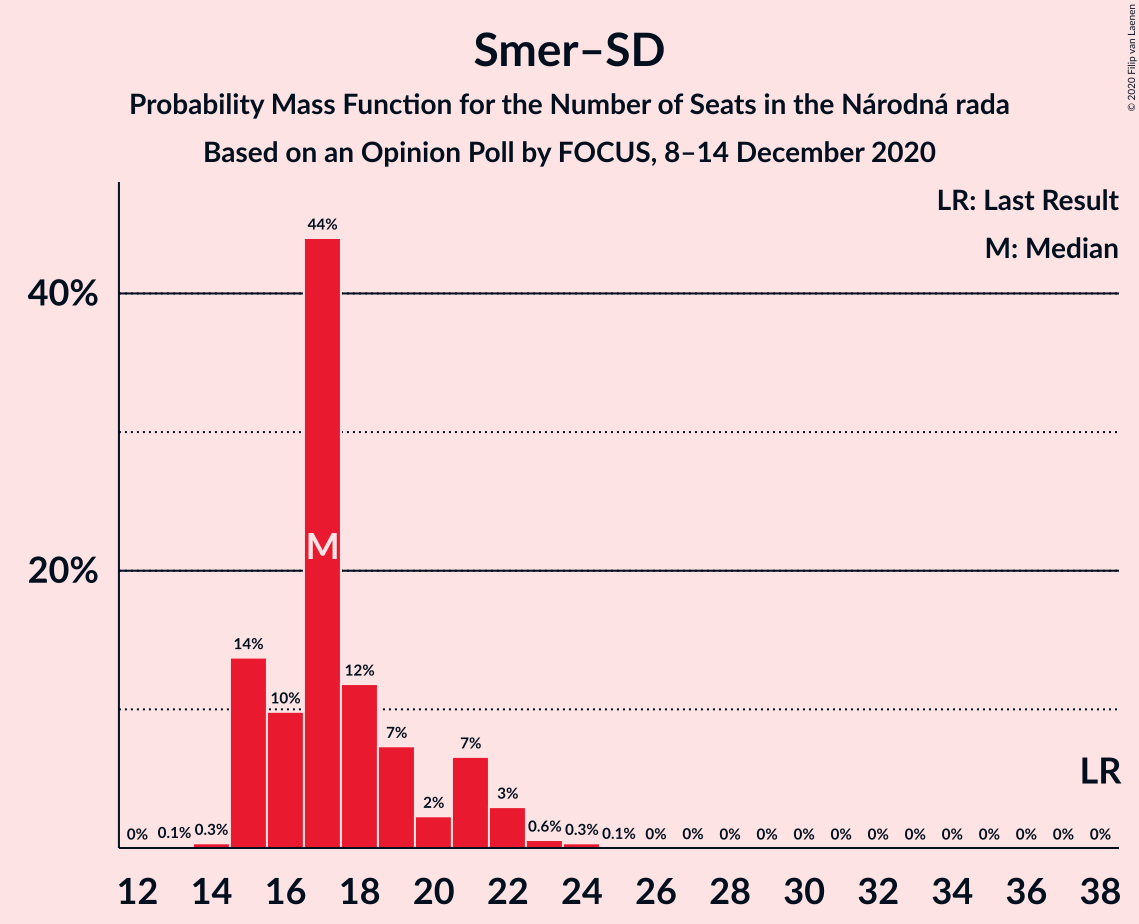 Smer–SD
Probability Mass Function for the Number of Seats in the Národná rada
Based on an Opinion Poll by FOCUS, 8–14 December 2020
© 2020 Filip van Laenen
LR: Last Result
M: Median
44%
40%
M
20%
14%
12%
10%
7%
7%
LR
3%
2%
0% 0.1% 0.3% 0.6% 0.3% 0.1% 0% 0% 0% 0% 0% 0% 0% 0% 0% 0% 0% 0% 0%
12 14 16 18 20 22 24 26 28 30 32 34 36 38